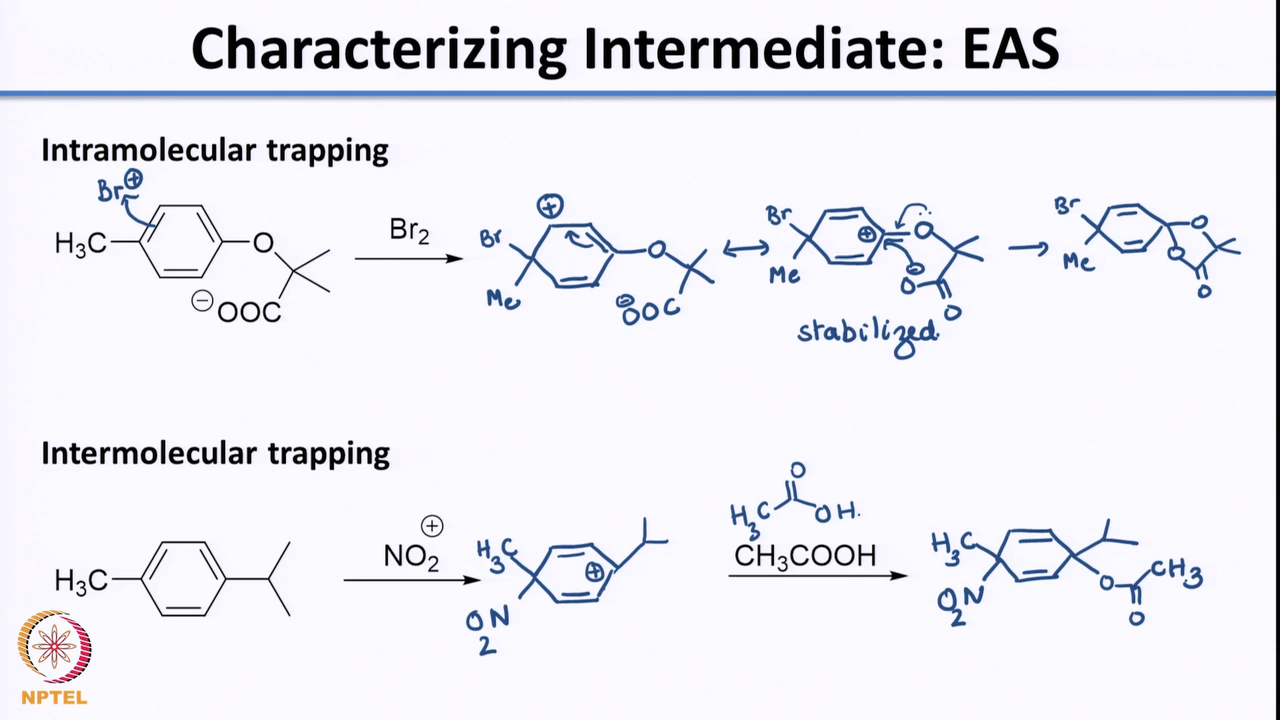 Characterizing Intermediate: EAS
Intramolecular trapping
Br ⊕
H₃C O ⊖OOC
Br₂
⊕ Br Me O ⊖OOC
Br Me ⊕ O ⊖ O O
stabilized
Br Me O O O
Intermolecular trapping
H₃C
⊕
NO₂
H₃C ⊕ O₂N
O
H₃C OH.
CH₃COOH
H₃C O₂N O CH₃ O
NPTEL